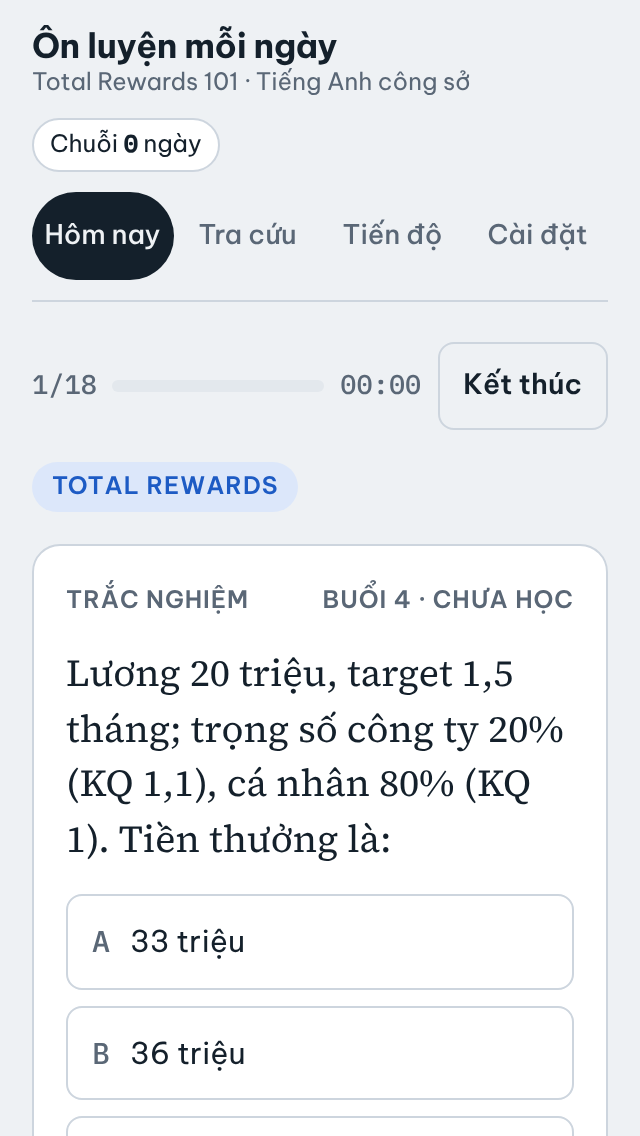 Ôn luyện mỗi ngày
Total Rewards 101 · Tiếng Anh công sở
Chuỗi 0 ngày
Hôm nay Tra cứu Tiến độ Cài đặt
1/18 00:00 Kết thúc
TOTAL REWARDS
TRẮC NGHIỆM BUỔI 4 · CHƯA HỌC
Lương 20 triệu, target 1,5
tháng; trọng số công ty 20%
(KQ 1,1), cá nhân 80% (KQ
1). Tiền thưởng là:
A 33 triệu
B 36 triệu